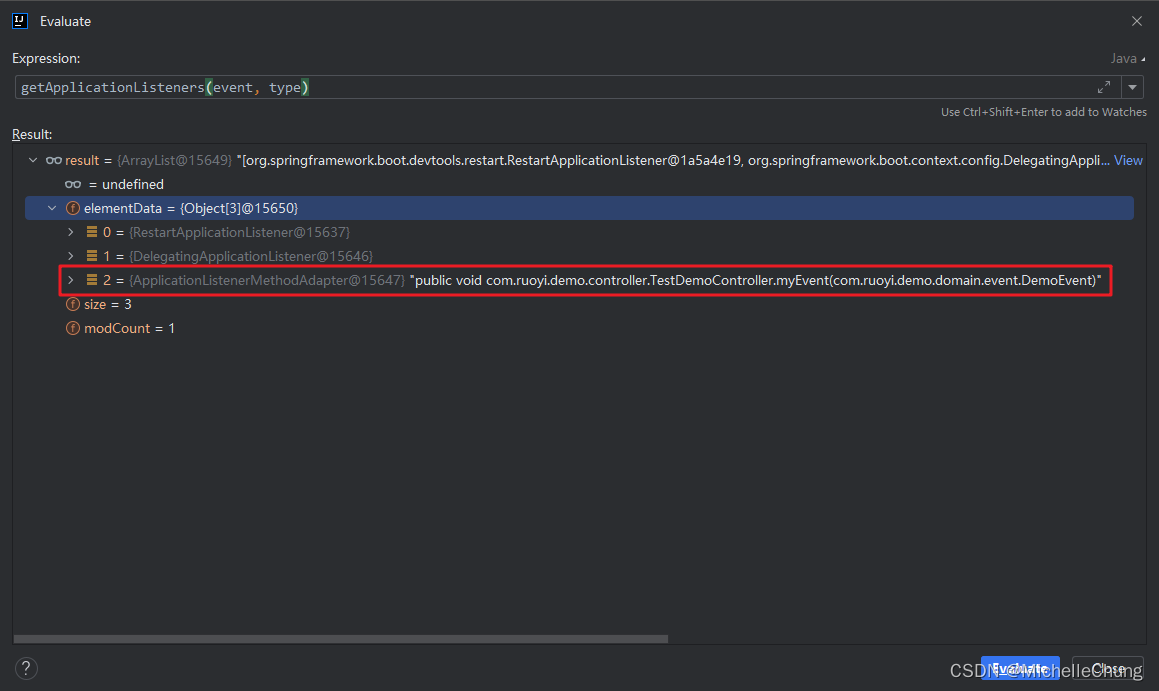 Evaluate
Expression:
Java
getApplicationListeners(event, type)
Use Ctrl+Shift+Enter to add to Watches
Result:
result = {ArrayList@15649} "[org.springframework.boot.devtools.restart.RestartApplicationListener@1a5a4e19, org.springframework.boot.context.config.DelegatingAppli... View
= undefined
elementData = {Object[3]@15650}
0 = {RestartApplicationListener@15637}
1 = {DelegatingApplicationListener@15646}
2 = {ApplicationListenerMethodAdapter@15647} "public void com.ruoyi.demo.controller.TestDemoController.myEvent(com.ruoyi.demo.domain.event.DemoEvent)"
size = 3
modCount = 1
? Evaluate Close
CSDN @MichelleChung